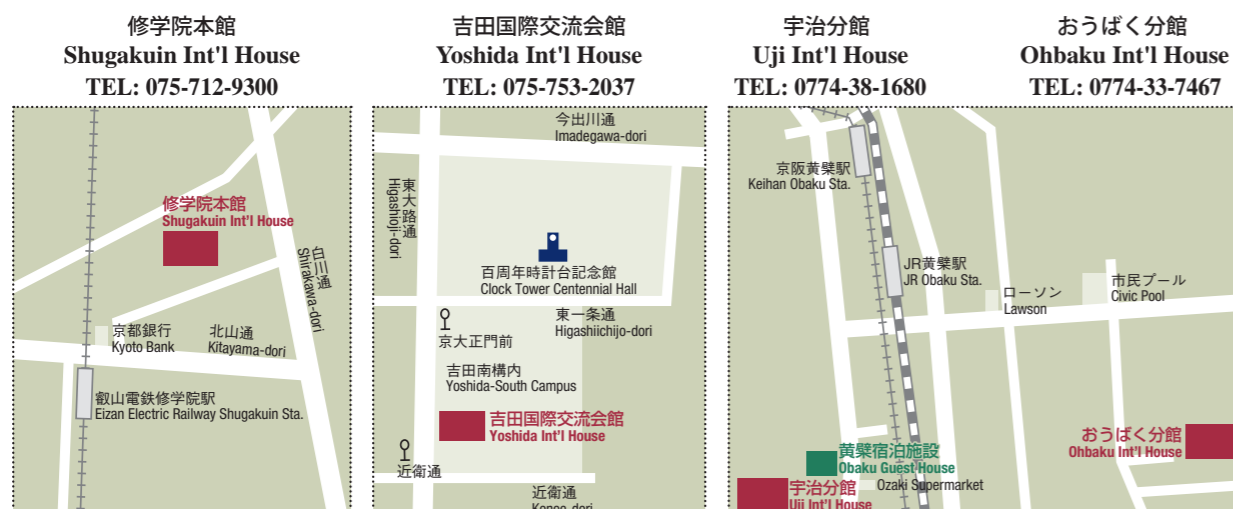 修学院本館
Shugakuin Int'l House
TEL: 075-712-9300
修学院本館
Shugakuin Int'l House
白川通
Shirakawa-dori
京都銀行
Kyoto Bank
北山通
Kitayama-dori
叡山電鉄修学院駅
Eizan Electric Railway Shugakuin Sta.
吉田国際交流会館
Yoshida Int'l House
TEL: 075-753-2037
今出川通
Imadegawa-dori
東大路通
Higashioji-dori
百周年時計台記念館
Clock Tower Centennial Hall
東一条通
Higashiichijo-dori
京大正門前
吉田南構内
Yoshida-South Campus
吉田国際交流会館
Yoshida Int'l House
近衛通
近衛通
Konoe-dori
宇治分館
Uji Int'l House
TEL: 0774-38-1680
おうばく分館
Ohbaku Int'l House
TEL: 0774-33-7467
京阪黄檗駅
Keihan Obaku Sta.
JR黄檗駅
JR Obaku Sta.
ローソン
Lawson
市民プール
Civic Pool
おうばく分館
Ohbaku Int'l House
黄檗宿泊施設
Obaku Guest House
Ozaki Supermarket
宇治分館
Uji Int'l House